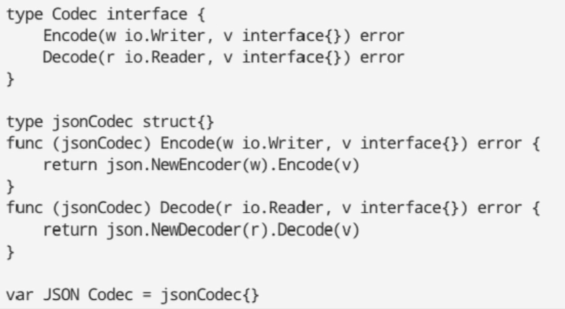 type Codec interface {
    Encode(w io.Writer, v interface{}) error
    Decode(r io.Reader, v interface{}) error
}

type jsonCodec struct{}
func (jsonCodec) Encode(w io.Writer, v interface{}) error {
    return json.NewEncoder(w).Encode(v)
}
func (jsonCodec) Decode(r io.Reader, v interface{}) error {
    return json.NewDecoder(r).Decode(v)
}

var JSON Codec = jsonCodec{}